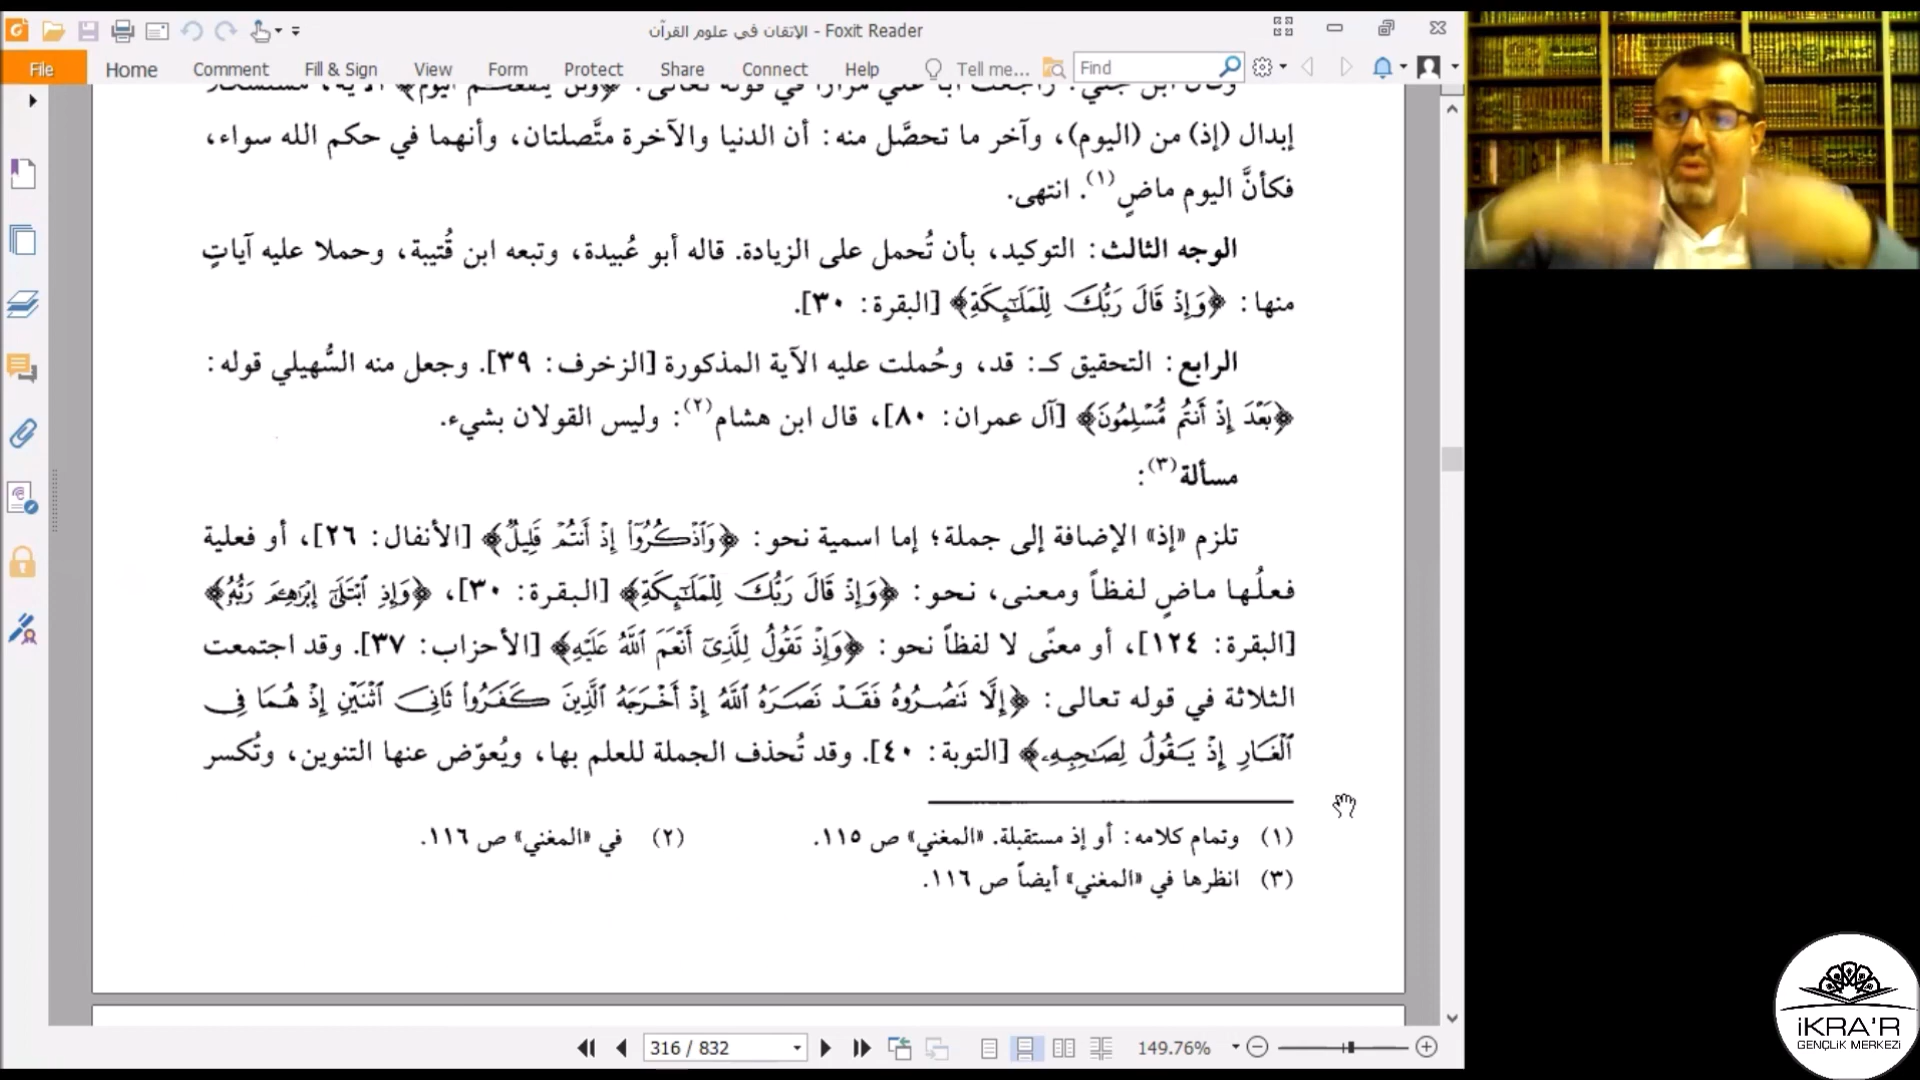 الإتقان في علوم القرآن - Foxit Reader
File Home Comment Fill & Sign View Form Protect Share Connect Help Tell me... Find
إبدال (إذ) من (اليوم)، وآخر ما تحصَّل منه: أن الدنيا والآخرة متَّصلتان، وأنهما في حكم الله سواء،
فكأنَّ اليوم ماضٍ(١). انتهى.
الوجه الثالث: التوكيد، بأن تُحمل على الزيادة. قاله أبو عُبيدة، وتبعه ابن قُتيبة، وحملا عليه آياتٍ
منها: ﴿وَإِذْ قَالَ رَبُّكَ لِلْمَلَٰٓئِكَةِ﴾ [البقرة: ٣٠].
الرابع: التحقيق كـ: قد، وحُملت عليه الآية المذكورة [الزخرف: ٣٩]. وجعل منه السُّهيلي قوله:
﴿بَعْدَ إِذْ أَنتُم مُّسْلِمُونَ﴾ [آل عمران: ٨٠]، قال ابن هشام(٢): وليس القولان بشيء.
مسألة(٣):
تلزم «إذ» الإضافة إلى جملة؛ إما اسمية نحو: ﴿وَٱذْكُرُوٓا۟ إِذْ أَنتُمْ قَلِيلٌ﴾ [الأنفال: ٢٦]، أو فعلية
فعلُها ماضٍ لفظاً ومعنى، نحو: ﴿وَإِذْ قَالَ رَبُّكَ لِلْمَلَٰٓئِكَةِ﴾ [البقرة: ٣٠]، ﴿وَإِذِ ٱبْتَلَىٰٓ إِبْرَٰهِـۧمَ رَبُّهُۥ﴾
[البقرة: ١٢٤]، أو معنًى لا لفظاً نحو: ﴿وَإِذْ تَقُولُ لِلَّذِىٓ أَنْعَمَ ٱللَّهُ عَلَيْهِ﴾ [الأحزاب: ٣٧]. وقد اجتمعت
الثلاثة في قوله تعالى: ﴿إِلَّا تَنصُرُوهُ فَقَدْ نَصَرَهُ ٱللَّهُ إِذْ أَخْرَجَهُ ٱلَّذِينَ كَفَرُوا۟ ثَانِىَ ٱثْنَيْنِ إِذْ هُمَا فِى
ٱلْغَارِ إِذْ يَقُولُ لِصَٰحِبِهِۦ﴾ [التوبة: ٤٠]. وقد تُحذف الجملة للعلم بها، ويُعوّض عنها التنوين، وتُكسر
(١) وتمام كلامه: أو إذ مستقبلة. «المغني» ص ١١٥. (٢) في «المغني» ص ١١٦.
(٣) انظرها في «المغني» أيضاً ص ١١٦.
316 / 832 149.76%
iKRA'R
GENÇLİK MERKEZİ